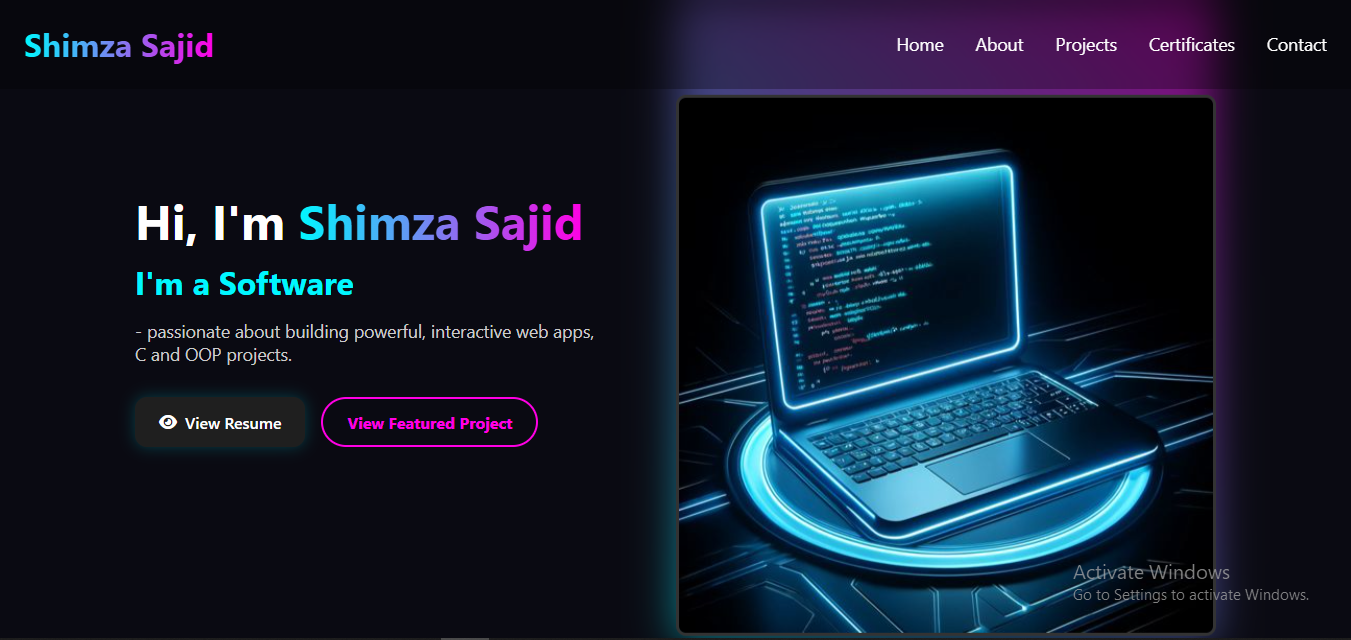 Shimza Sajid
Home About Projects Certificates Contact
Hi, I'm Shimza Sajid
I'm a Software
- passionate about building powerful, interactive web apps,
C and OOP projects.
View Resume View Featured Project
Activate Windows
Go to Settings to activate Windows.